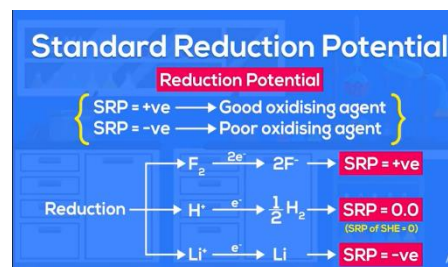 Standard Reduction Potential
Reduction Potential
SRP = +ve ⟶ Good oxidising agent
SRP = -ve ⟶ Poor oxidising agent
F₂ 2e⁻⟶ 2F⁻ ⟶ SRP = +ve
Reduction ⟶ H⁺ e⁻⟶ ½H₂ ⟶ SRP = 0.0
(SRP of SHE = 0)
Li⁺ e⁻⟶ Li ⟶ SRP = -ve